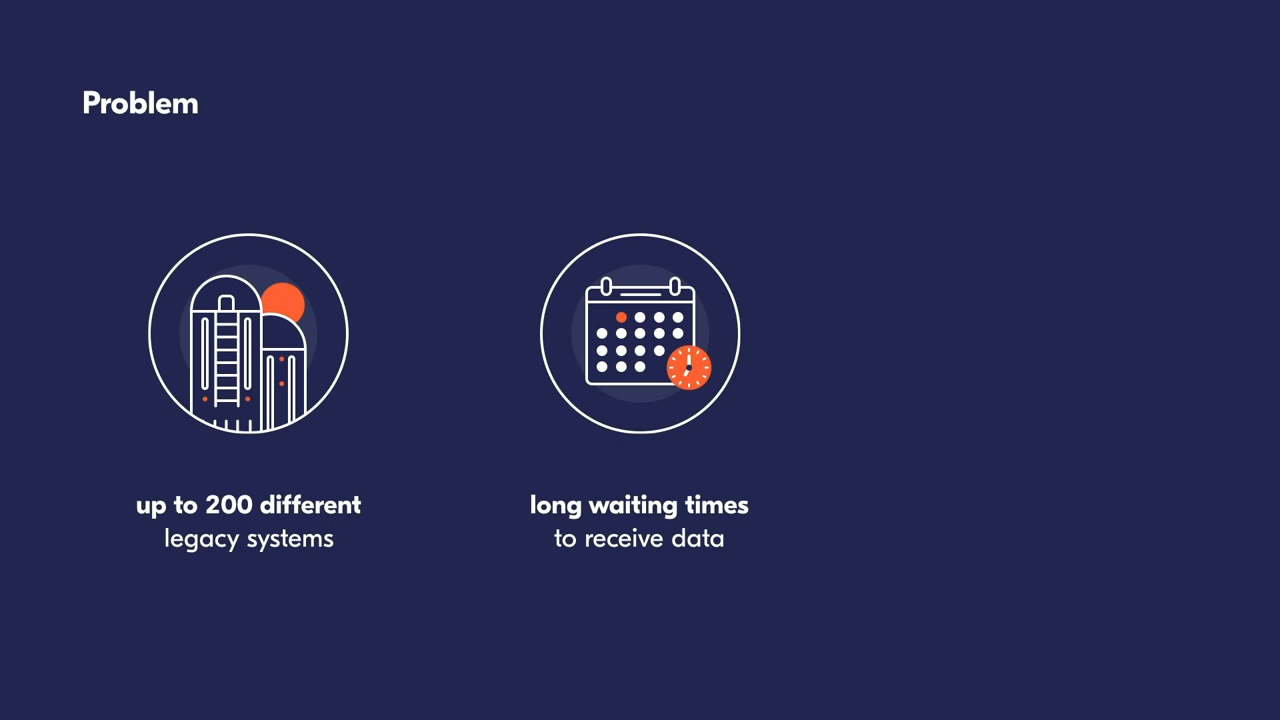 Problem
up to 200 different
legacy systems
long waiting times
to receive data